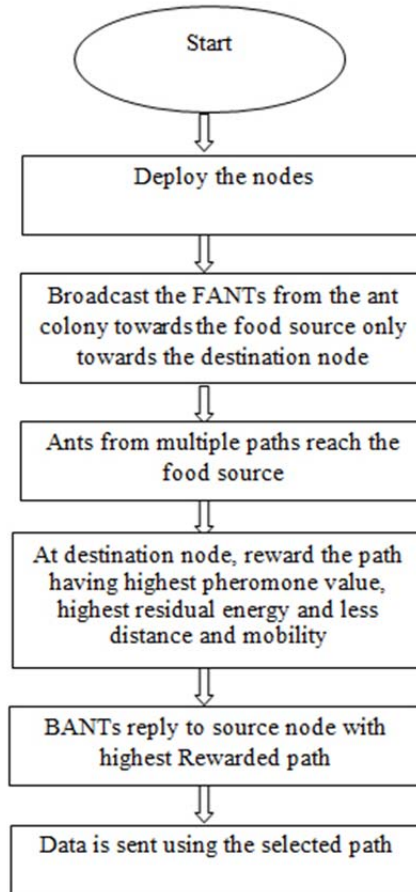 Start
Deploy the nodes
Broadcast the FANTs from the ant
colony towards the food source only
towards the destination node
Ants from multiple paths reach the
food source
At destination node, reward the path
having highest pheromone value,
highest residual energy and less
distance and mobility
BANTs reply to source node with
highest Rewarded path
Data is sent using the selected path